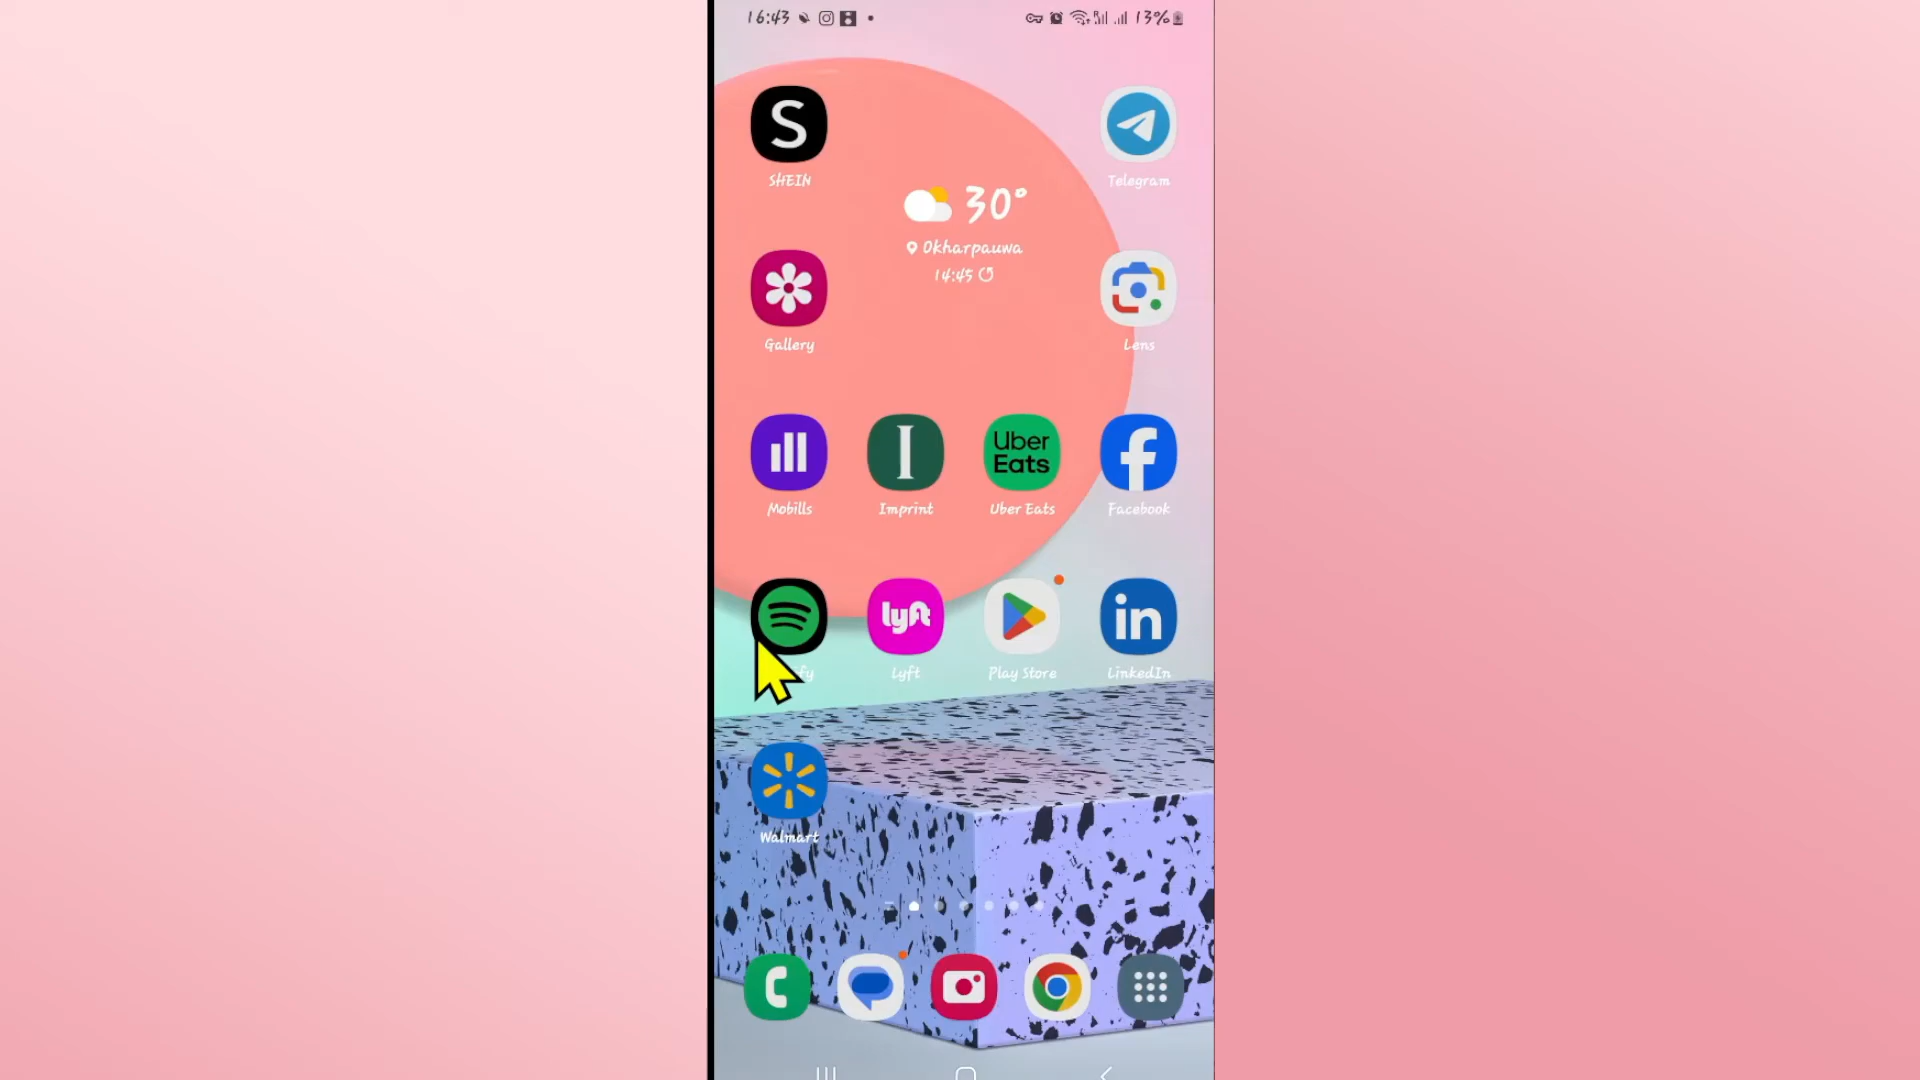 16:43
13%
S
SHEIN
Telegram
30°
Okharpauwa
14:45
Gallery
Lens
Uber
Eats
Mobills
Imprint
Uber Eats
Facebook
lyft
in
Lyft
Play Store
LinkedIn
Walmart